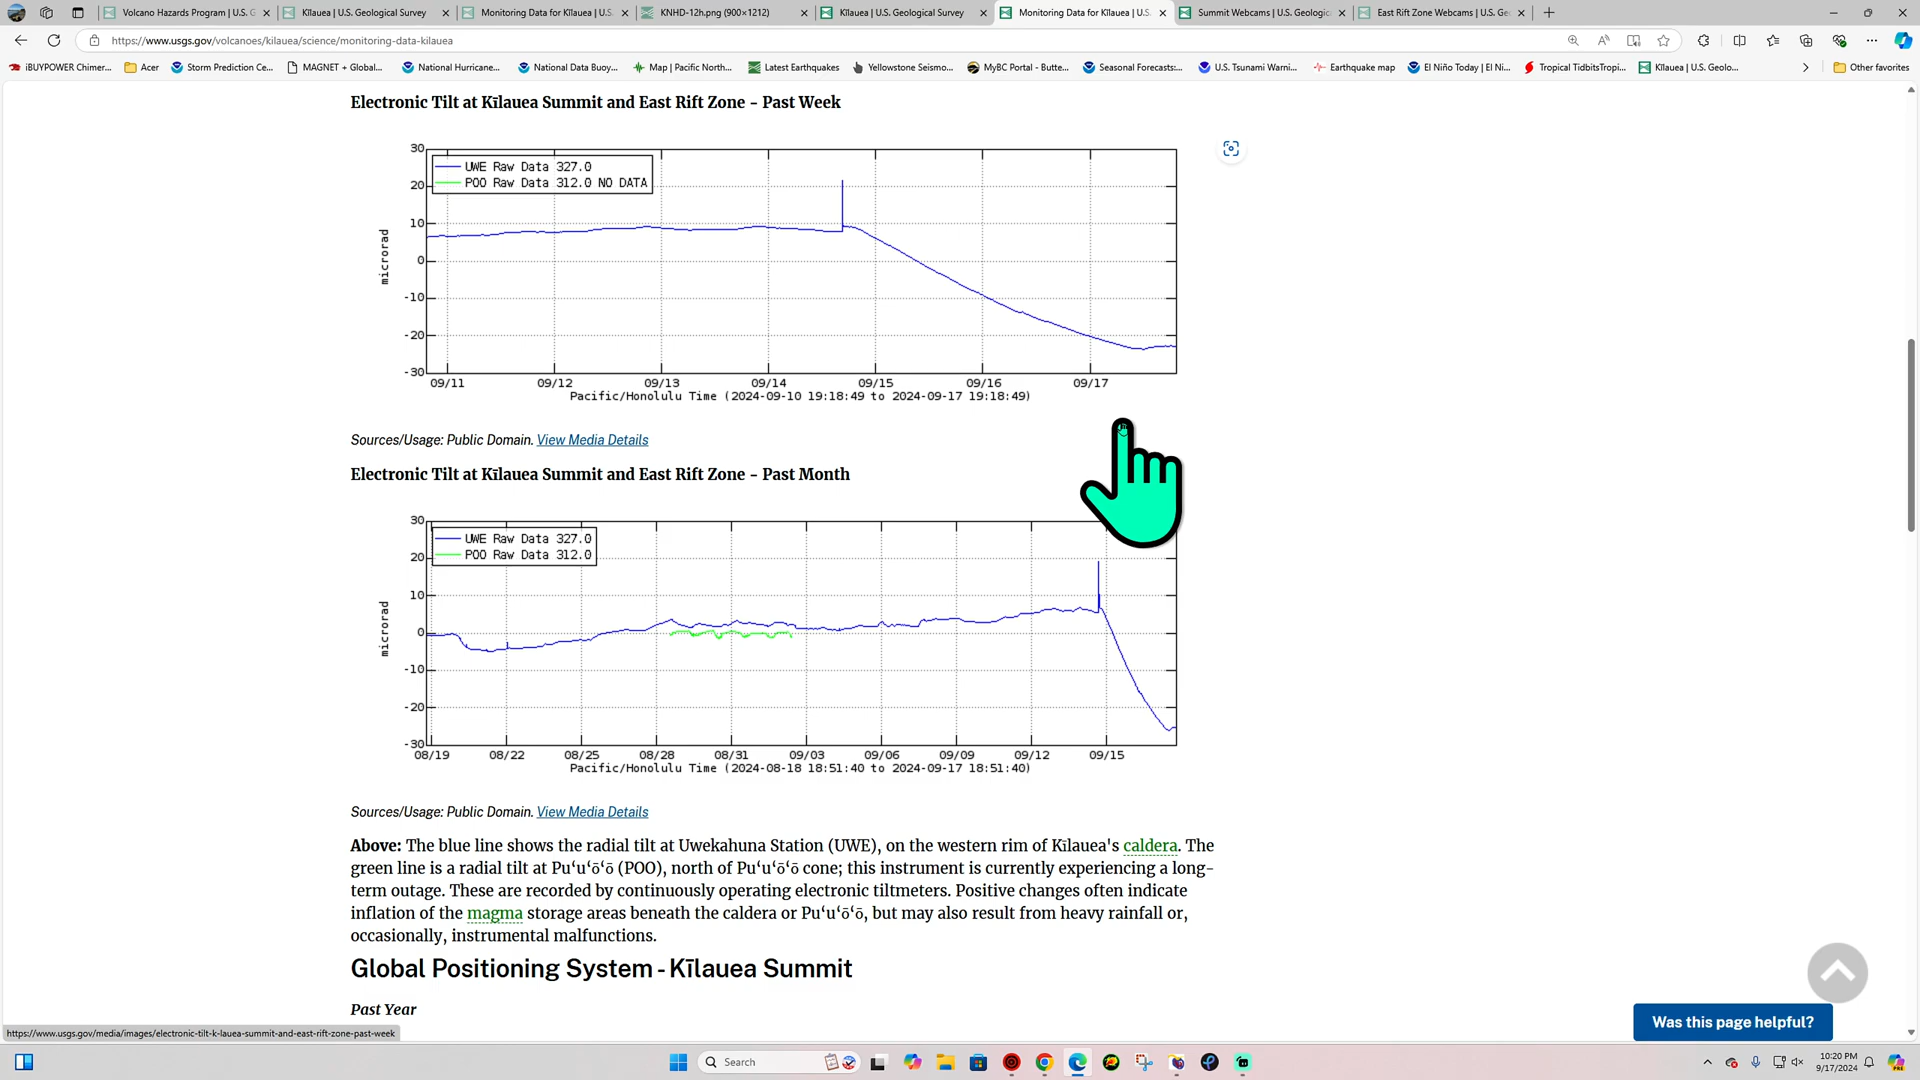 Volcano Hazards Program | U.S. G
Kīlauea | U.S. Geological Survey
Monitoring Data for Kīlauea | U.S.
KNHD-12h.png (900×1212)
Kīlauea | U.S. Geological Survey
Monitoring Data for Kīlauea | U.S.
Summit Webcams | U.S. Geologic
East Rift Zone Webcams | U.S. Ge
https://www.usgs.gov/volcanoes/kilauea/science/monitoring-data-kilauea
iBUYPOWER Chimer...
Acer
Storm Prediction Ce...
MAGNET + Global...
National Hurricane...
National Data Buoy...
Map | Pacific North...
Latest Earthquakes
Yellowstone Seismo...
MyBC Portal - Butte...
Seasonal Forecasts:...
U.S. Tsunami Warni...
Earthquake map
El Niño Today | El Ni...
Tropical TidbitsTropi...
Kīlauea | U.S. Geolo...
Other favorites
Electronic Tilt at Kīlauea Summit and East Rift Zone - Past Week
30
20
10
0
-10
-20
-30
microrad
UWE Raw Data 327.0
POO Raw Data 312.0 NO DATA
09/11 09/12 09/13 09/14 09/15 09/16 09/17
Pacific/Honolulu Time (2024-09-10 19:18:49 to 2024-09-17 19:18:49)
Sources/Usage: Public Domain. View Media Details
Electronic Tilt at Kīlauea Summit and East Rift Zone - Past Month
30
20
10
0
-10
-20
-30
microrad
UWE Raw Data 327.0
POO Raw Data 312.0
08/19 08/22 08/25 08/28 08/31 09/03 09/06 09/09 09/12 09/15
Pacific/Honolulu Time (2024-08-18 18:51:40 to 2024-09-17 18:51:40)
Sources/Usage: Public Domain. View Media Details
Above: The blue line shows the radial tilt at Uwekahuna Station (UWE), on the western rim of Kīlauea's caldera. The
green line is a radial tilt at Puʻuʻōʻō (POO), north of Puʻuʻōʻō cone; this instrument is currently experiencing a long-
term outage. These are recorded by continuously operating electronic tiltmeters. Positive changes often indicate
inflation of the magma storage areas beneath the caldera or Puʻuʻōʻō, but may also result from heavy rainfall or,
occasionally, instrumental malfunctions.
Global Positioning System - Kīlauea Summit
Past Year
Was this page helpful?
https://www.usgs.gov/media/images/electronic-tilt-k-lauea-summit-and-east-rift-zone-past-week
Search
10:20 PM
9/17/2024